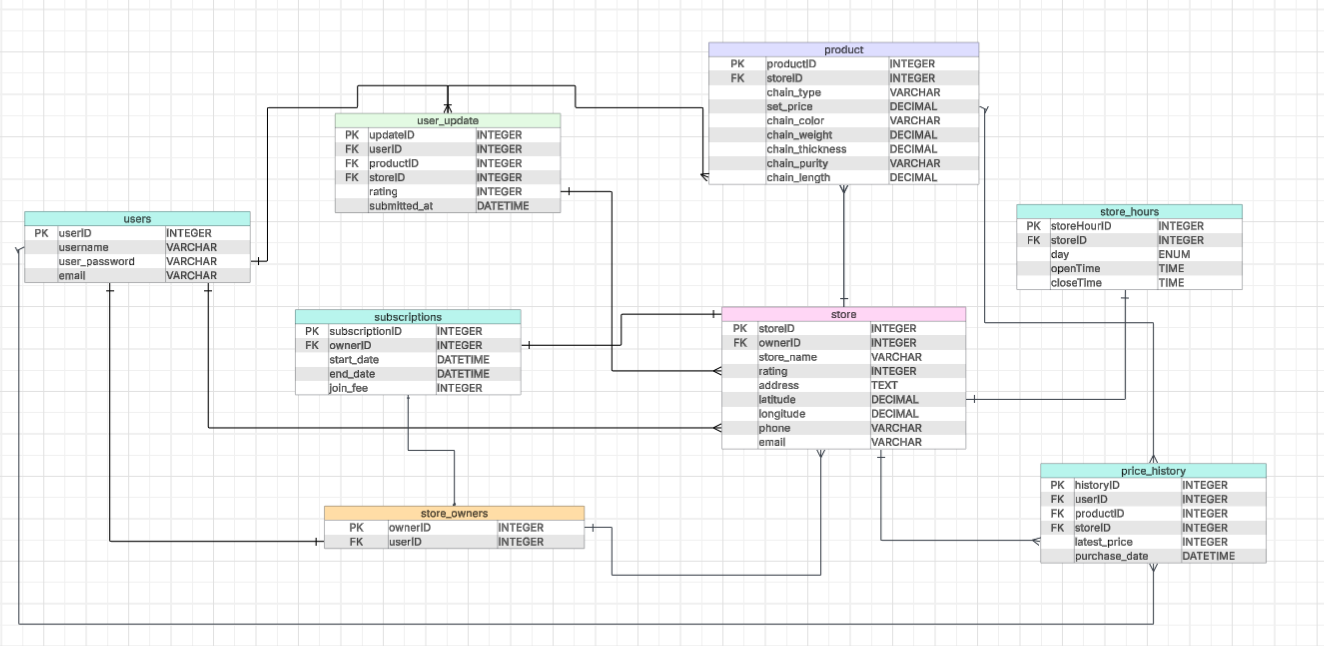 product
PK productID INTEGER
FK storeID INTEGER
chain_type VARCHAR
set_price DECIMAL
chain_color VARCHAR
chain_weight DECIMAL
chain_thickness DECIMAL
chain_purity VARCHAR
chain_length DECIMAL
user_update
PK updateID INTEGER
FK userID INTEGER
FK productID INTEGER
FK storeID INTEGER
rating INTEGER
submitted_at DATETIME
users
PK userID INTEGER
username VARCHAR
user_password VARCHAR
email VARCHAR
store_hours
PK storeHourID INTEGER
FK storeID INTEGER
day ENUM
openTime TIME
closeTime TIME
subscriptions
PK subscriptionID INTEGER
FK ownerID INTEGER
start_date DATETIME
end_date DATETIME
join_fee INTEGER
store
PK storeID INTEGER
FK ownerID INTEGER
store_name VARCHAR
rating INTEGER
address TEXT
latitude DECIMAL
longitude DECIMAL
phone VARCHAR
email VARCHAR
price_history
PK historyID INTEGER
FK userID INTEGER
FK productID INTEGER
FK storeID INTEGER
latest_price INTEGER
purchase_date DATETIME
store_owners
PK ownerID INTEGER
FK userID INTEGER